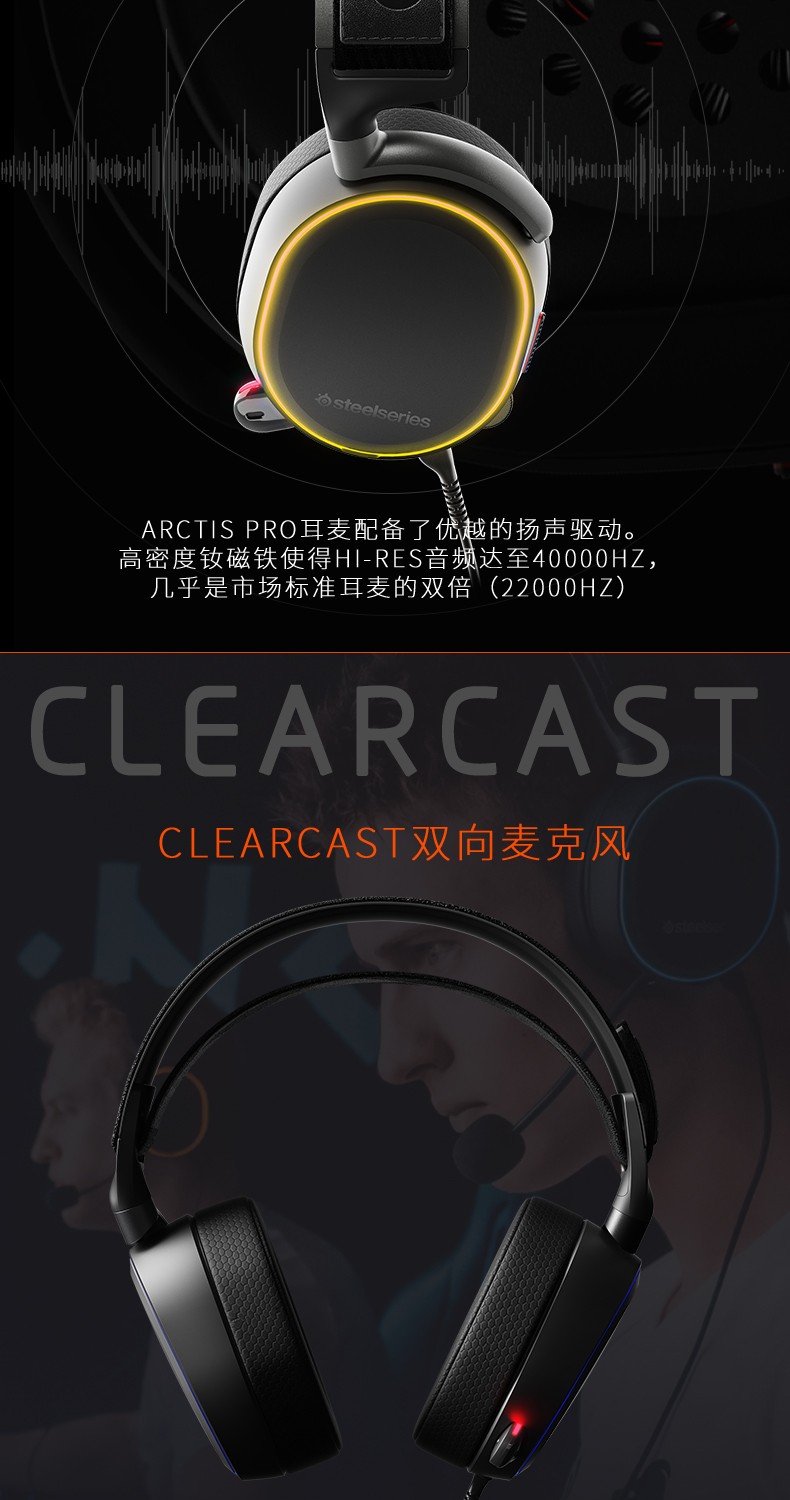 steelseries
ARCTIS PRO耳麦配备了优越的扬声驱动。
高密度钕磁铁使得HI-RES音频达至40000HZ，
几乎是市场标准耳麦的双倍（22000HZ）
CLEARCAST
CLEARCAST双向麦克风